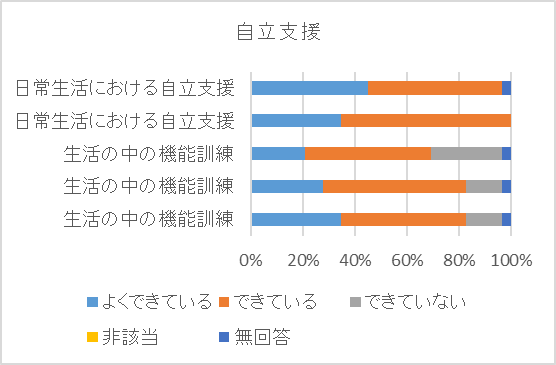 自立支援
日常生活における自立支援
日常生活における自立支援
生活の中の機能訓練
生活の中の機能訓練
生活の中の機能訓練
0% 20% 40% 60% 80% 100%
よくできている できている できていない
非該当 無回答